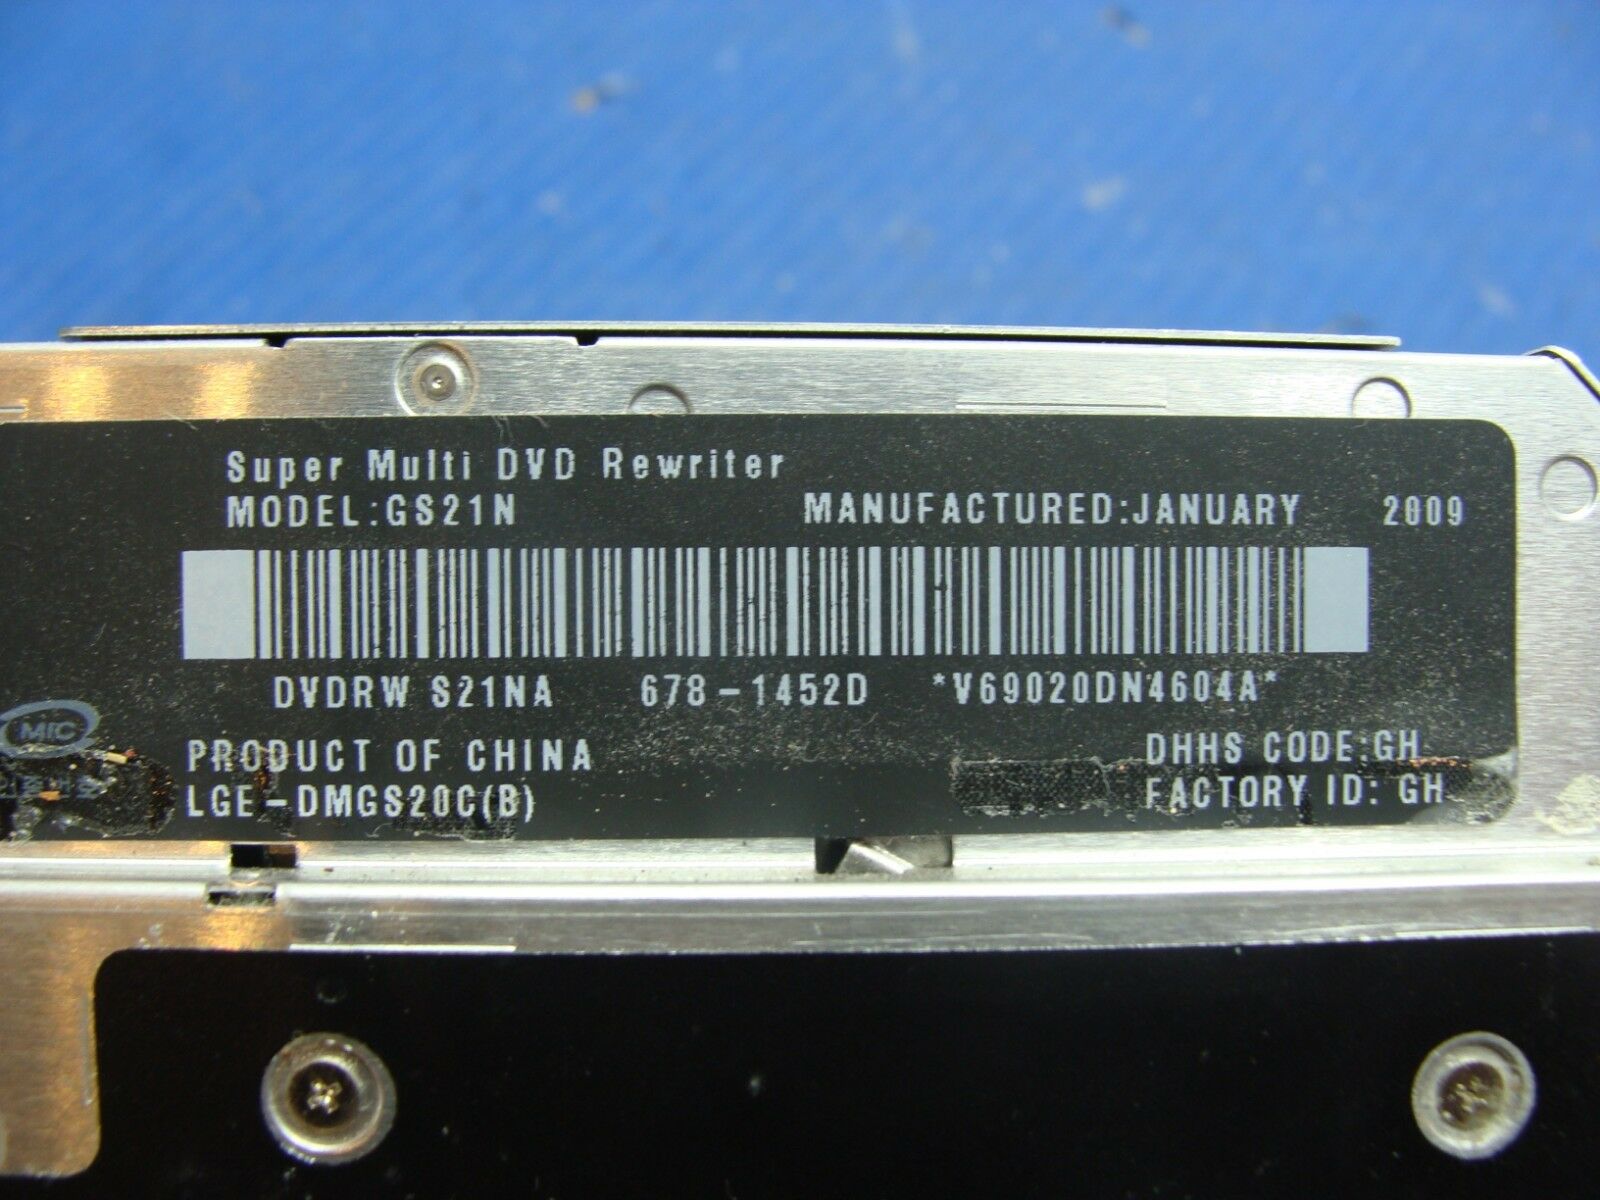 Super Multi DVD Rewriter
MODEL:GS21N MANUFACTURED:JANUARY 2009
DVDRW S21NA 678-1452D *V69020DN4604A*
MIC
PRODUCT OF CHINA DHHS CODE:GH
LGE-DMGS20C(B) FACTORY ID: GH